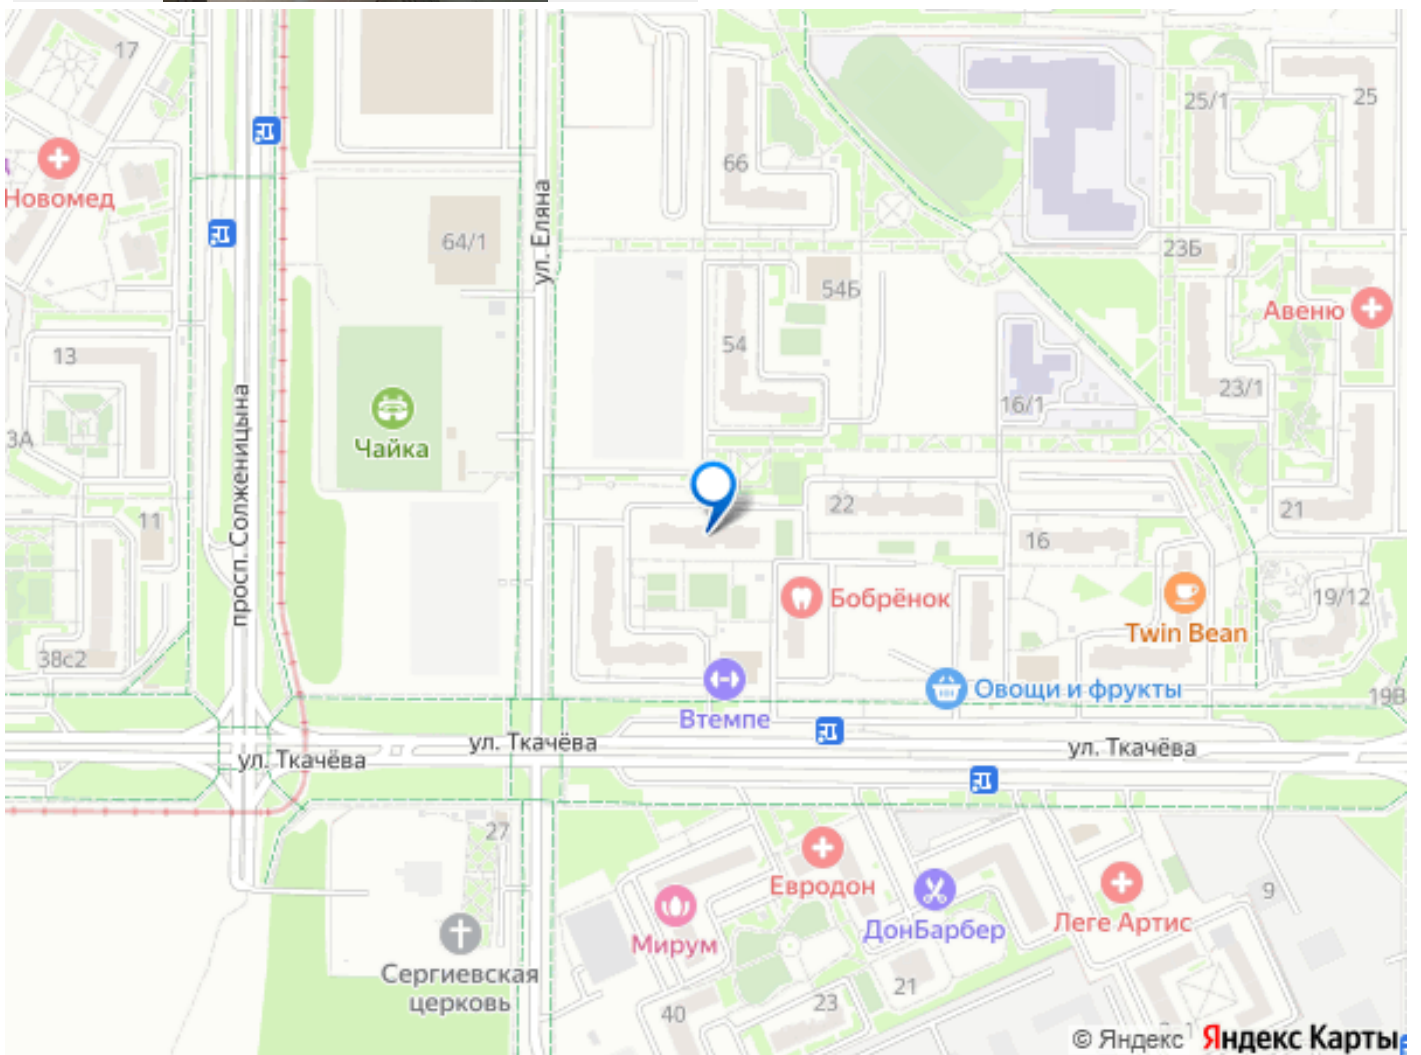 17
25/1
25
66
Новомед
64/1
ул. Еляна
23Б
54Б
Авеню
54
13
просп. Солженицына
16/1
23/1
3А
Чайка
22
21
11
16
Бобрёнок
19/12
Twin Bean
38с2
Овощи и фрукты
19В
Втемпе
ул. Ткачёва
ул. Ткачёва
ул. Ткачёва
27
Евродон
9
Мирум
ДонБарбер
Леге Артис
Сергиевская
церковь
21
23
40
© Яндекс
Яндекс Карты